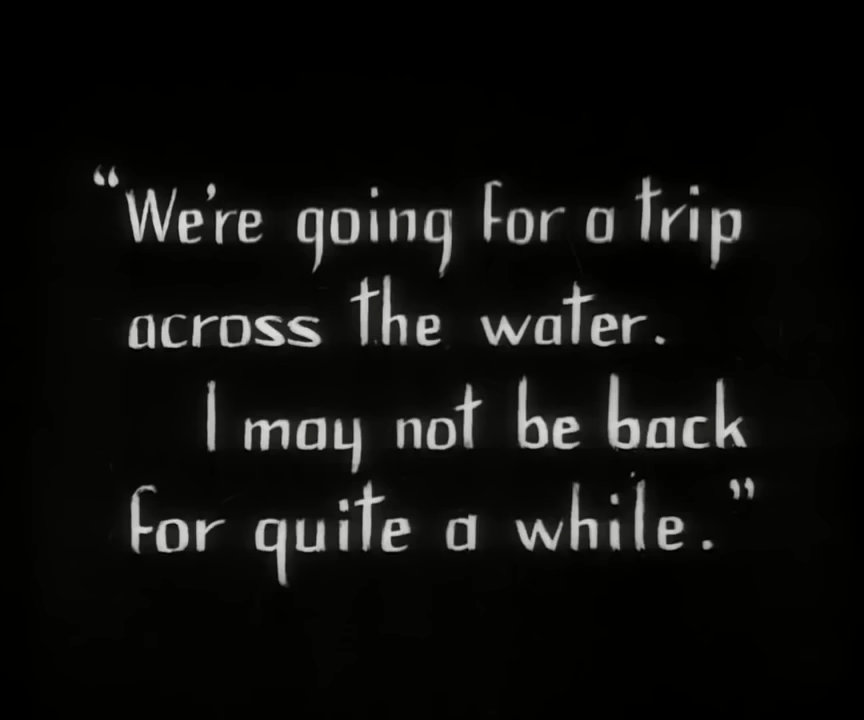 “We're going for a trip
across the water.
I may not be back
for quite a while.”